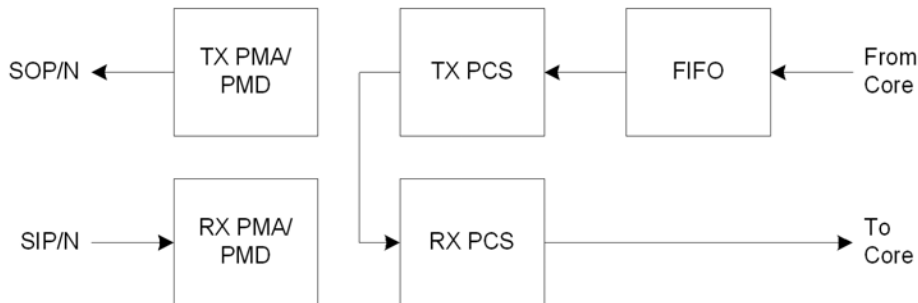 SOP/N
TX PMA/
PMD
TX PCS
FIFO
From
Core
SIP/N
RX PMA/
PMD
RX PCS
To
Core